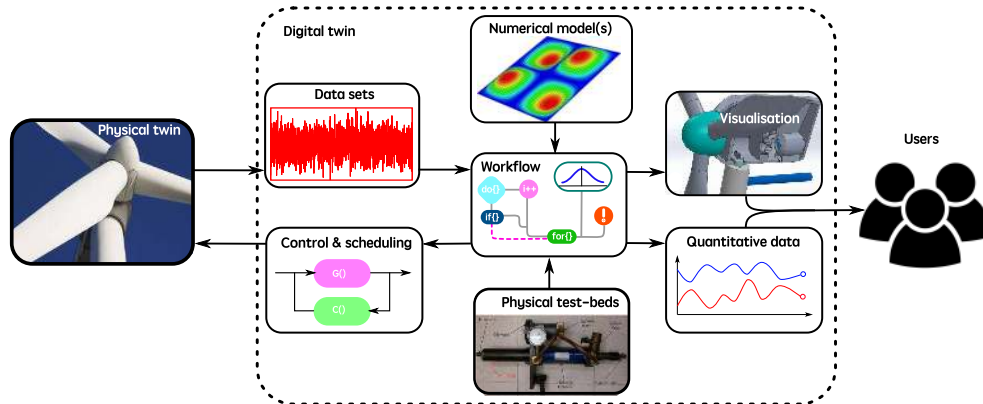 Digital twin
Numerical model(s)
Data sets
Physical twin
Visualisation
Users
Workflow
do{}
i++
if{}
for{}
Control & scheduling
G()
C()
Quantitative data
Physical test-beds